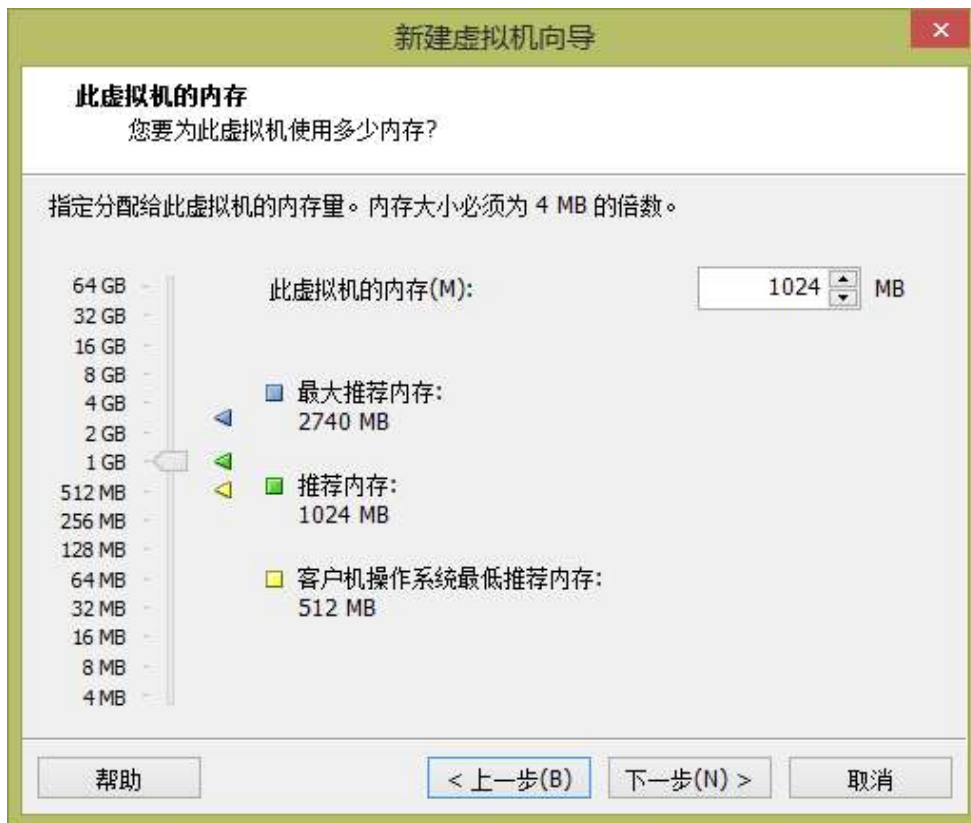 新建虚拟机向导
此虚拟机的内存
您要为此虚拟机使用多少内存?
指定分配给此虚拟机的内存量。内存大小必须为 4 MB 的倍数。
64 GB
此虚拟机的内存(M):
1024
MB
32 GB
16 GB
8 GB
最大推荐内存:
4 GB
2740 MB
2 GB
1 GB
推荐内存:
512 MB
1024 MB
256 MB
128 MB
64 MB
客户机操作系统最低推荐内存:
32 MB
512 MB
16 MB
8 MB
4 MB
帮助
< 上一步(B)
下一步(N) >
取消